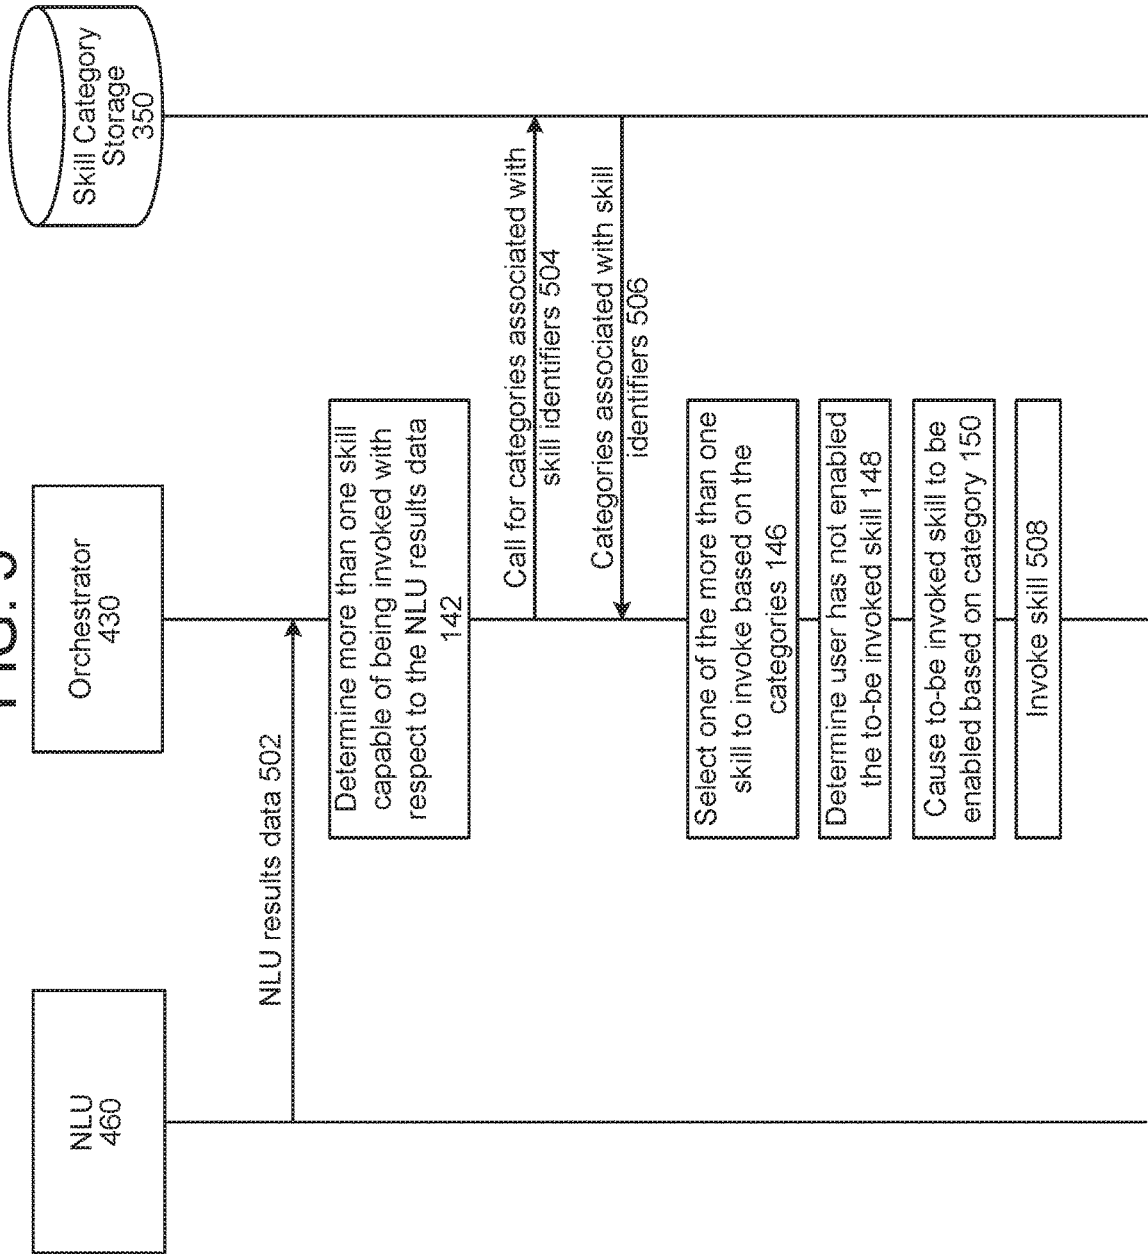 FIG. 5
NLU
460
Orchestrator
430
Skill Category
Storage
350
NLU results data 502
Determine more than one skill
capable of being invoked with
respect to the NLU results data
142
Call for categories associated with
skill identifiers 504
Categories associated with skill
identifiers 506
Select one of the more than one
skill to invoke based on the
categories 146
Determine user has not enabled
the to-be invoked skill 148
Cause to-be invoked skill to be
enabled based on category 150
Invoke skill 508